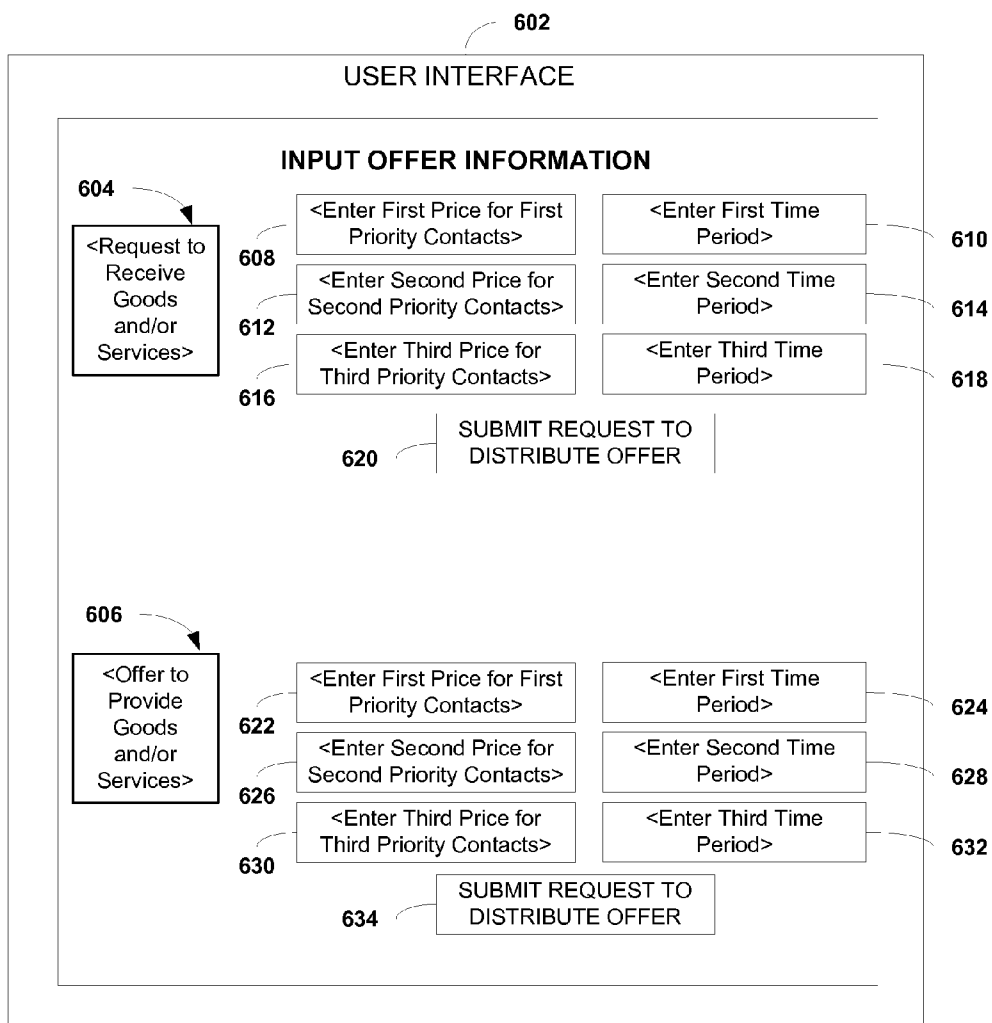 602
USER INTERFACE
INPUT OFFER INFORMATION
604
<Request to
Receive
Goods
and/or
Services>
<Enter First Price for First
Priority Contacts>
608
<Enter First Time
Period>
610
<Enter Second Price for
Second Priority Contacts>
612
<Enter Second Time
Period>
614
<Enter Third Price for
Third Priority Contacts>
616
<Enter Third Time
Period>
618
SUBMIT REQUEST TO
DISTRIBUTE OFFER
620
606
<Offer to
Provide
Goods
and/or
Services>
<Enter First Price for First
Priority Contacts>
622
<Enter First Time
Period>
624
<Enter Second Price for
Second Priority Contacts>
626
<Enter Second Time
Period>
628
<Enter Third Price for
Third Priority Contacts>
630
<Enter Third Time
Period>
632
SUBMIT REQUEST TO
DISTRIBUTE OFFER
634